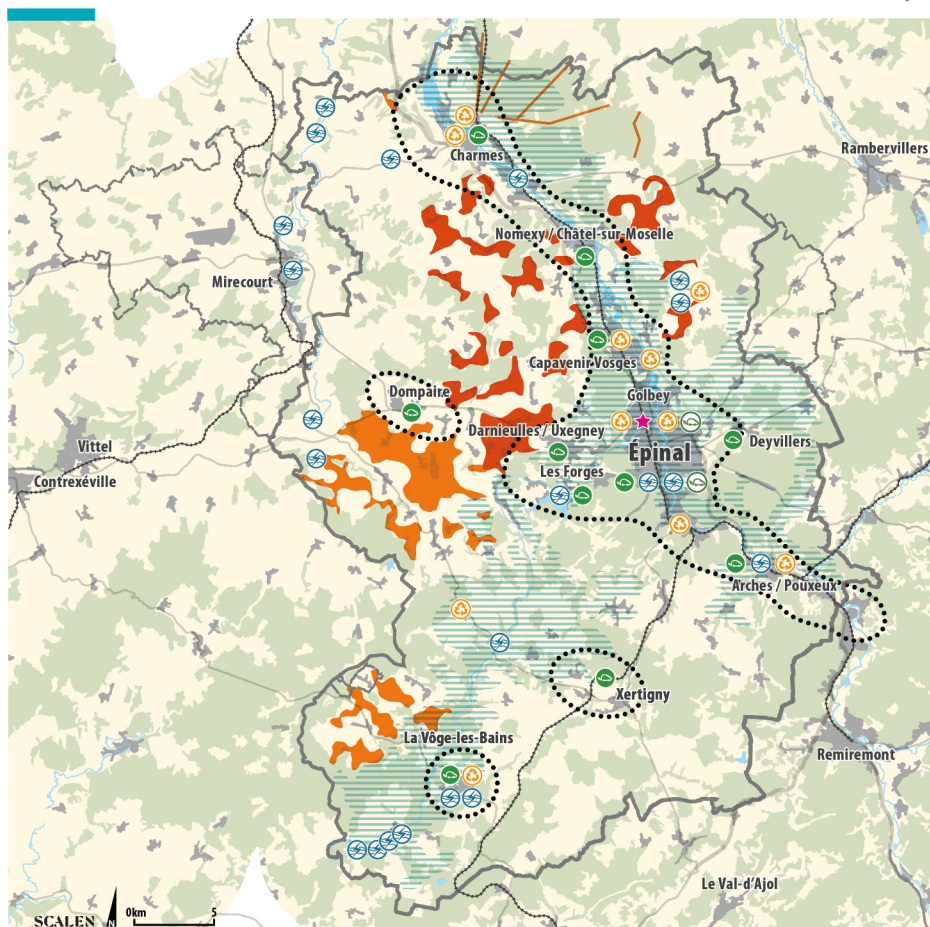 Charmes
Rambervillers
Nomexy / Châtel-sur-Moselle
Mirecourt
Capavenir Vosges
Dompaire
Golbey
Darnieulles / Uxegney
Deyvillers
Vittel
Épinal
Les Forges
Contrexéville
Arches / Pouxeux
Xertigny
La Vôge-les-Bains
Remiremont
Le Val-d'Ajol
SCALEN
N
0km 5